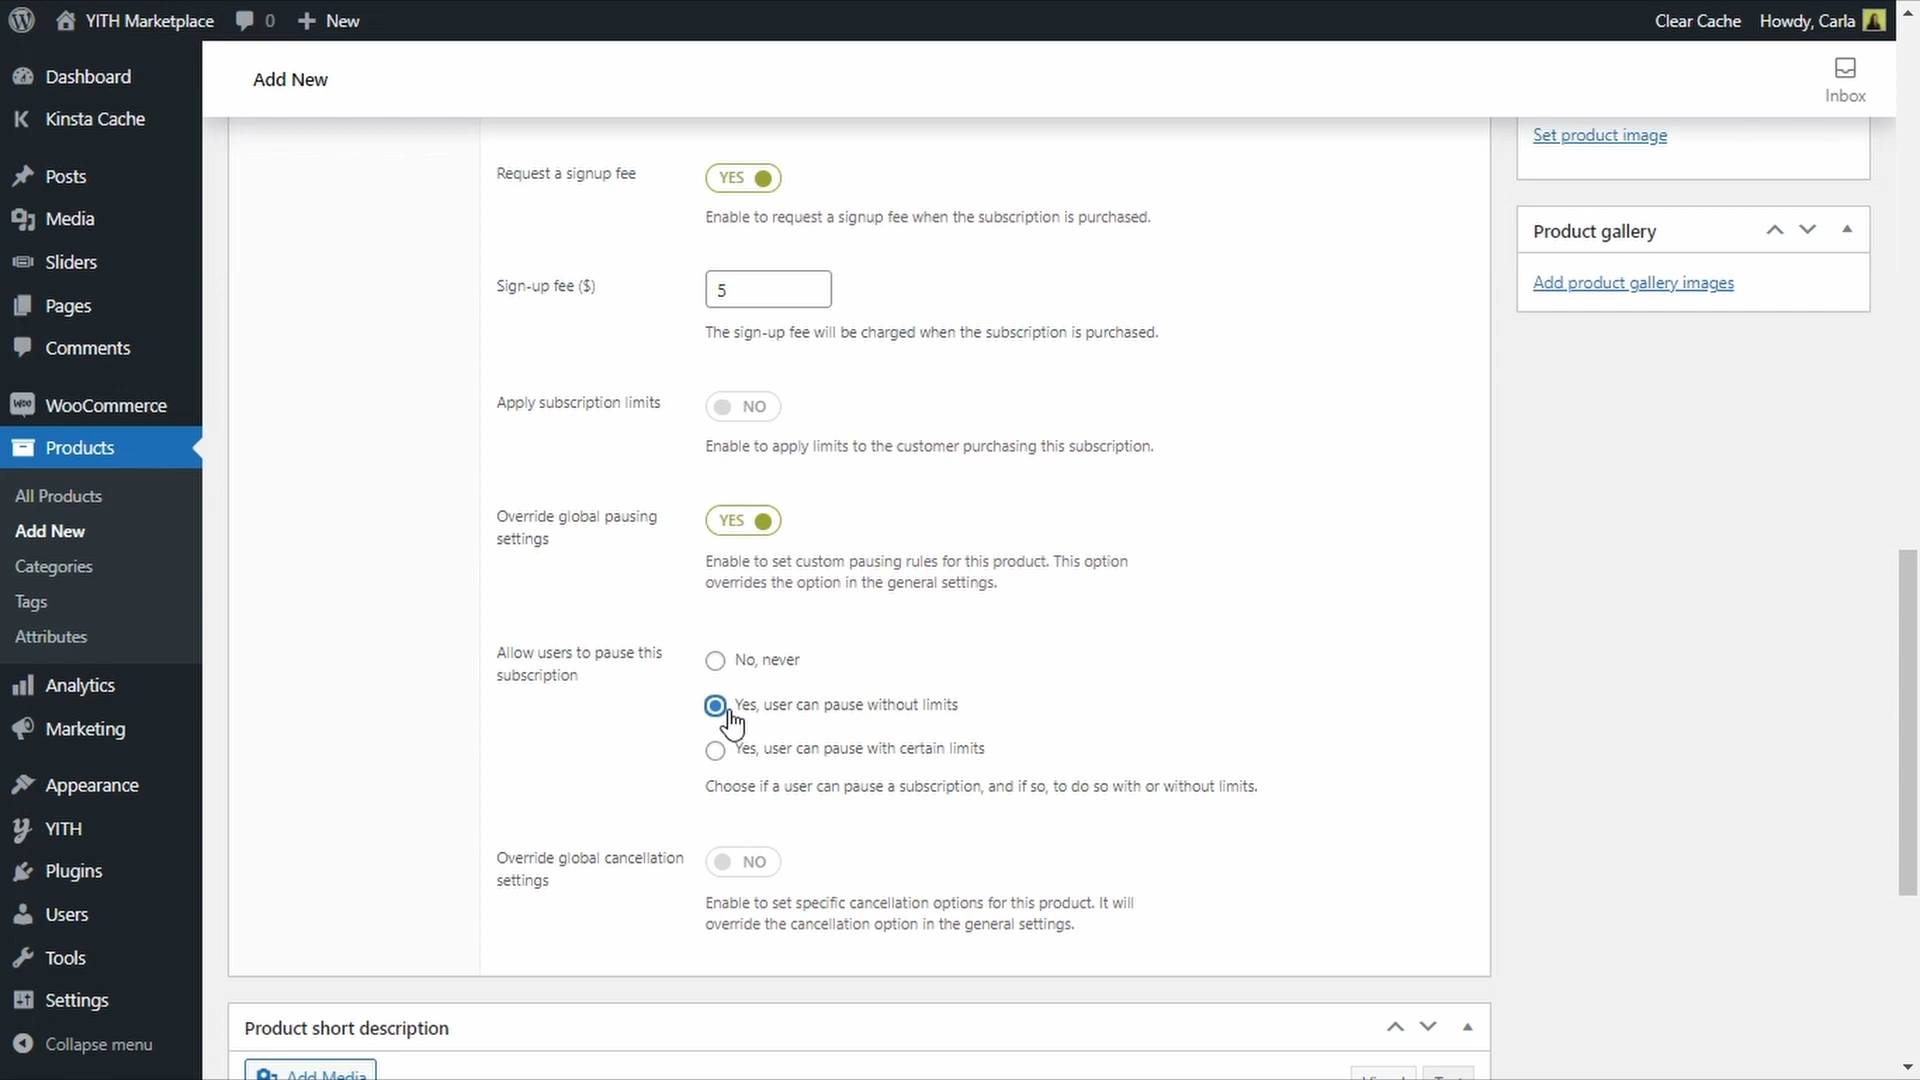 YITH Marketplace
0
New
Clear Cache
Howdy, Carla
Dashboard
Kinsta Cache
Posts
Media
Sliders
Pages
Comments
WooCommerce
Products
All Products
Add New
Categories
Tags
Attributes
Analytics
Marketing
Appearance
YITH
Plugins
Users
Tools
Settings
Collapse menu
Add New
Inbox
Request a signup fee
YES
Enable to request a signup fee when the subscription is purchased.
Sign-up fee ($)
5
The sign-up fee will be charged when the subscription is purchased.
Apply subscription limits
NO
Enable to apply limits to the customer purchasing this subscription.
Override global pausing
settings
YES
Enable to set custom pausing rules for this product. This option
overrides the option in the general settings.
Allow users to pause this
subscription
No, never
Yes, user can pause without limits
Yes, user can pause with certain limits
Choose if a user can pause a subscription, and if so, to do so with or without limits.
Override global cancellation
settings
NO
Enable to set specific cancellation options for this product. It will
override the cancellation option in the general settings.
Set product image
Product gallery
Add product gallery images
Product short description
Add Media